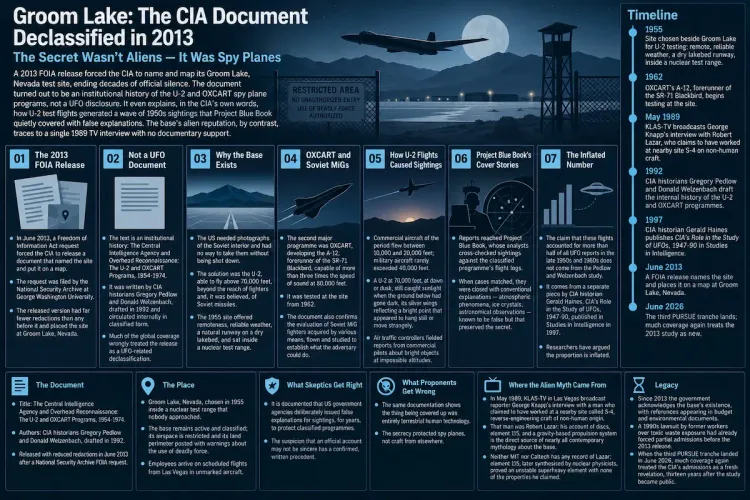 Groom Lake: The CIA Document
Declassified in 2013
The Secret Wasn't Aliens — It Was Spy Planes
A 2013 FOIA release forced the CIA to name and map its Groom Lake,
Nevada test site, ending decades of official silence. The document
turned out to be an institutional history of the U-2 and OXCART spy plane
programs, not a UFO disclosure. It even explains, in the CIA's own words,
how U-2 test flights generated a wave of 1950s sightings that Project Blue Book
quietly covered with false explanations. The base's alien reputation, by contrast,
traces to a single 1989 TV interview with no documentary support.
RESTRICTED AREA
NO UNAUTHORIZED ENTRY
USE OF DEADLY FORCE
AUTHORIZED
Timeline
1955
Site chosen beside Groom Lake
for U-2 testing: remote, reliable
weather, a dry lakebed runway,
inside a nuclear test range.
1962
OXCART's A-12, forerunner of
the SR-71 Blackbird, begins
testing at the site.
May 1989
KLAS-TV broadcasts George
Knapp's interview with Robert
Lazar, who claims to have worked
at nearby site S-4 on non-human
craft.
1992
CIA historians Gregory Pedlow
and Donald Welzenbach draft
the internal history of the U-2
and OXCART programmes.
1997
CIA historian Gerald Haines
publishes CIA's Role in the Study
of UFOs, 1947-90 in Studies in
Intelligence.
June 2013
A FOIA release names the site
and places it on a map at Groom
Lake, Nevada.
June 2026
The third PURSUE tranche lands;
much coverage again treats the
2013 study as new.
01 The 2013
FOIA Release
In June 2013, a Freedom of
Information Act request
forced the CIA to release a
document that named the site
and put it on a map.
The request was filed by the
National Security Archive at
George Washington University.
The released version had far
fewer redactions than any
before it and placed the site
at Groom Lake, Nevada.
02 Not a UFO
Document
The text is an institutional
history: The Central
Intelligence Agency and
Overhead Reconnaissance:
The U-2 and OXCART
Programs, 1954-1974.
It was written by CIA
historians Gregory Pedlow
and Donald Welzenbach,
drafted in 1992 and
circulated internally in
classified form.
Much of the global coverage
wrongly treated the release
as a UFO-related
declassification.
03 Why the Base
Exists
The US needed photographs
of the Soviet interior and had
no way to take them without
being shot down.
The solution was the U-2,
able to fly above 70,000 feet,
beyond the reach of fighters
and, it was believed, of
Soviet missiles.
The 1955 site offered
remoteness, reliable weather,
a natural runway on a dry
lakebed, and sat inside a
nuclear test range.
04 OXCART and
Soviet MiGs
The second major
programme was OXCART,
developing the A-12,
forerunner of the SR-71
Blackbird, capable of more
than three times the speed
of sound at 80,000 feet.
It was tested at the site
from 1962.
The document also confirms
the evaluation of Soviet MiG
fighters acquired by various
means, flown and studied to
establish what the adversary
could do.
05 How U-2 Flights
Caused Sightings
Commercial aircraft of the
period flew between 10,000
and 20,000 feet; military
aircraft rarely exceeded
40,000 feet.
A U-2 at 70,000 feet, at dawn
or dusk, still caught sunlight
when the ground below had
gone dark, its silver wings
reflecting a bright point that
appeared to hang still or
move strangely.
Air traffic controllers fielded
reports from commercial
pilots about bright objects at
impossible altitudes.
06 Project Blue Book's
Cover Stories
Reports reached Project
Blue Book, whose analysts
cross-checked sightings
against the classified
programme's flight logs.
When cases matched, they
were closed with conventional
explanations – atmospheric
phenomena, ice crystals,
astronomical observations –
known to be false but that
preserved the secret.
07 The Inflated
Number
The claim that these flights
accounted for more than
half of all UFO reports in the
late 1950s and 1960s does
not come from the Pedlow
and Welzenbach study.
It comes from a separate
piece by CIA historian Gerald
Haines, CIA's Role in the
Study of UFOs, 1947-90,
published in Studies in
Intelligence in 1997.
Researchers have argued
the proportion is inflated.
The Document
Title: The Central Intelligence
Agency and Overhead Reconnaissance:
The U-2 and OXCART Programs, 1954-1974.
Authors: CIA historians Gregory Pedlow
and Donald Welzenbach, drafted in 1992.
Released with reduced redactions in June 2013
after a National Security Archive FOIA request.
The Place
Groom Lake, Nevada, chosen in 1955
inside a nuclear test range that
nobody approached.
The base remains active and classified;
its airspace is restricted and its land
perimeter posted with warnings about
the use of deadly force.
Employees arrive on scheduled flights
from Las Vegas in unmarked aircraft.
What Skeptics Get Right
It is documented that US government
agencies deliberately issued false
explanations for sightings, for years,
to protect classified programmes.
The suspicion that an official account
may not be sincere has a confirmed,
written precedent.
What Proponents
Get Wrong
The same documentation shows
the thing being covered up was
entirely terrestrial human technology.
The secrecy protected spy planes,
not craft from elsewhere.
Where the Alien Myth Came From
In May 1989, KLAS-TV in Las Vegas broadcast
reporter George Knapp's interview with a man who
claimed to have worked at a nearby site called S-4,
reverse-engineering craft of non-human origin.
That man was Robert Lazar; his account of discs,
element 115, and a gravity-based propulsion system
is the direct source of nearly all contemporary
mythology about the base.
Neither MIT nor Caltech has any record of Lazar;
element 115, later synthesised by nuclear physicists,
proved an unstable superheavy element with none
of the properties he claimed.
Legacy
Since 2013 the government
acknowledges the base's existence,
with references appearing in
budget and environmental documents.
A 1990s lawsuit by former workers
over toxic waste exposure had already
forced partial admissions before the
2013 release.
When the third PURSUE tranche landed
in June 2026, much coverage again
treated the CIA's admissions as a fresh
revelation, thirteen years after the
study became public.